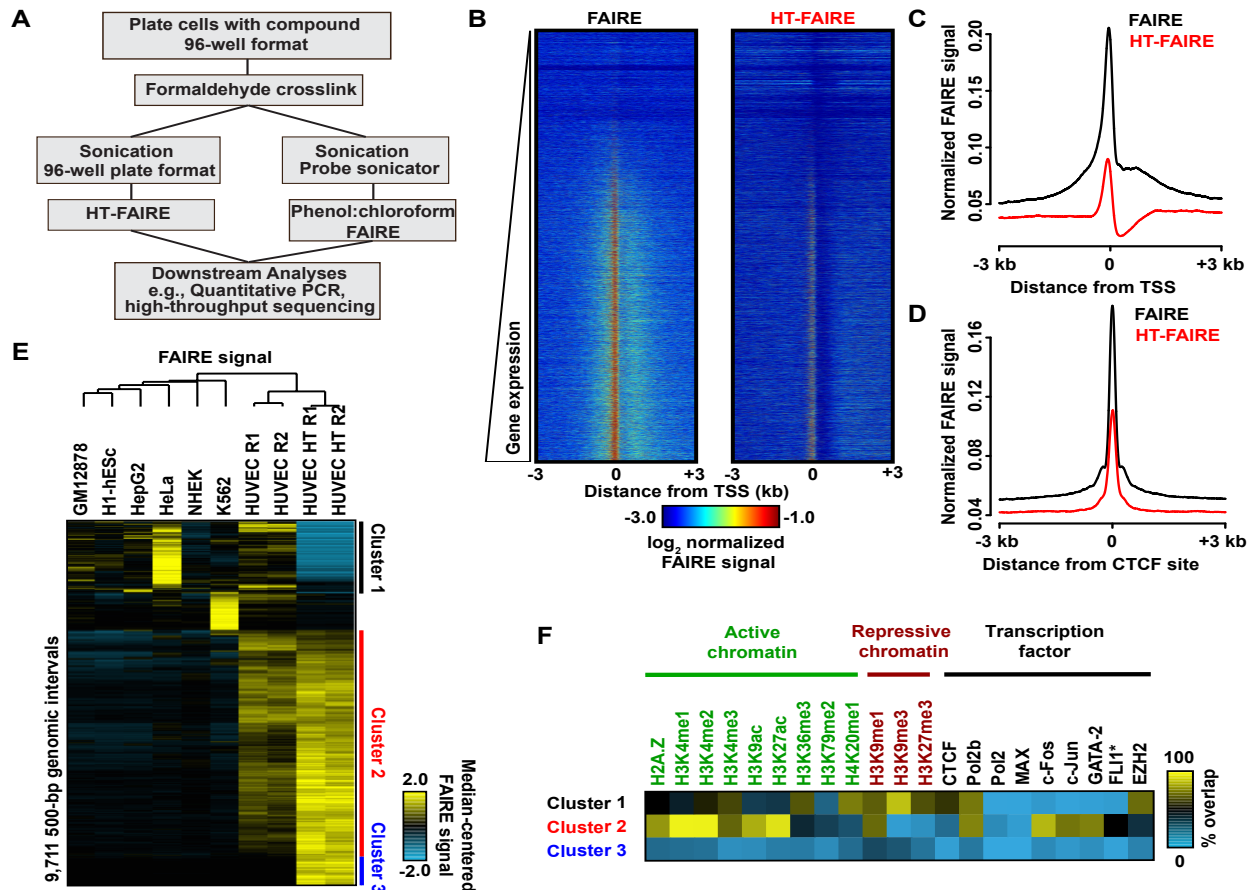 A
Plate cells with compound
96-well format
Formaldehyde crosslink
Sonication
96-well plate format
Sonication
Probe sonicator
HT-FAIRE
Phenol:chloroform
FAIRE
Downstream Analyses
e.g., Quantitative PCR,
high-throughput sequencing
B
FAIRE
HT-FAIRE
Gene expression
-3
0
+3
-3
0
+3
Distance from TSS (kb)
-3.0
-1.0
log2 normalized
FAIRE signal
C
FAIRE
HT-FAIRE
Normalized FAIRE signal
0.20
0.15
0.10
0.05
-3 kb
0
+3 kb
Distance from TSS
D
FAIRE
HT-FAIRE
Normalized FAIRE signal
0.16
0.12
0.08
0.04
-3 kb
0
+3 kb
Distance from CTCF site
E
FAIRE signal
GM12878
H1-hESc
HepG2
HeLa
NHEK
K562
HUVEC R1
HUVEC R2
HUVEC HT R1
HUVEC HT R2
9,711 500-bp genomic intervals
Cluster 1
Cluster 2
Cluster 3
2.0
-2.0
Median-centered
FAIRE signal
F
Active
chromatin
Repressive
chromatin
Transcription
factor
H2A.Z
H3K4me1
H3K4me2
H3K4me3
H3K9ac
H3K27ac
H3K36me3
H3K79me2
H4K20me1
H3K9me1
H3K9me3
H3K27me3
CTCF
Pol2b
Pol2
MAX
c-Fos
c-Jun
GATA-2
FLI1*
EZH2
Cluster 1
Cluster 2
Cluster 3
100
0
% overlap